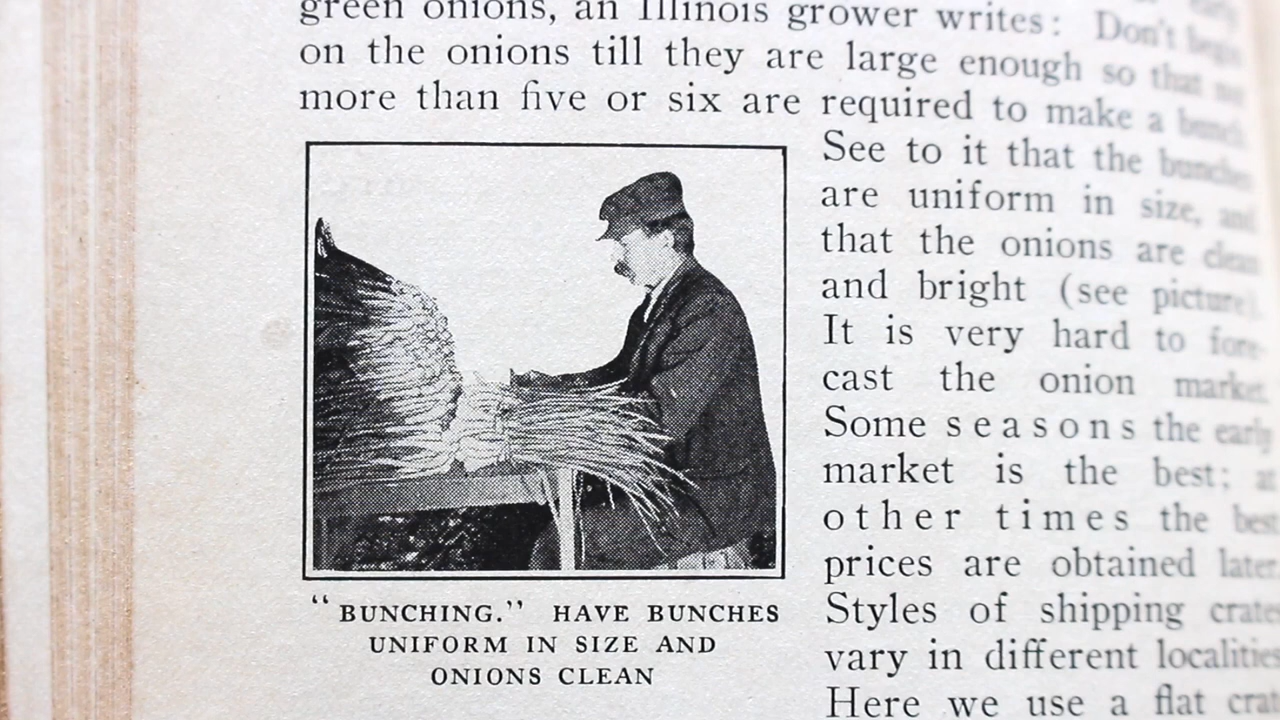 green onions, an Illinois grower writes: Don't begin
on the onions till they are large enough so that not
more than five or six are required to make a bunch.
See to it that the bunches
are uniform in size, and
that the onions are clean
and bright (see picture).
It is very hard to fore-
cast the onion market.
Some seasons the early
market is the best; at
other times the best
prices are obtained later.
Styles of shipping crates
vary in different localities
Here we use a flat crat
"BUNCHING." HAVE BUNCHES
UNIFORM IN SIZE AND
ONIONS CLEAN